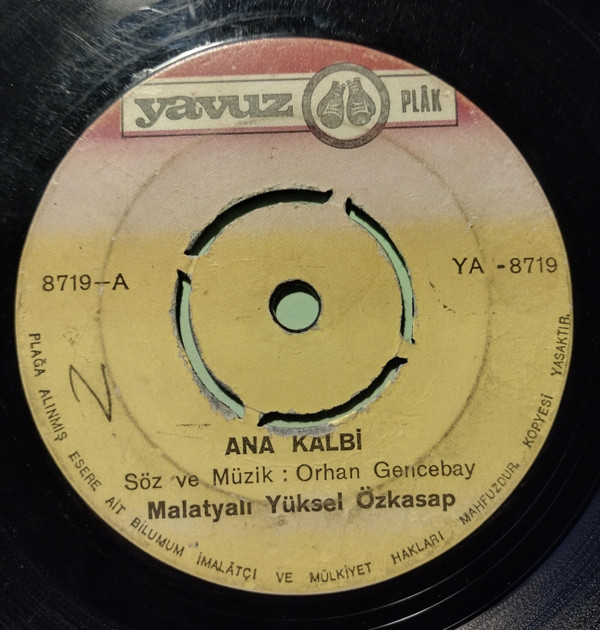 yavuz PLÂK
8719-A
YA -8719
ANA KALBİ
Söz ve Müzik : Orhan Gencebay
Malatyalı Yüksel Özkasap
PLAĞA ALINMIŞ ESERE AİT BİLUMUM İMALÂTÇI VE MÜLKİYET HAKLARI MAHFUZDUR. KOPYESİ YASAKTIR.
Z